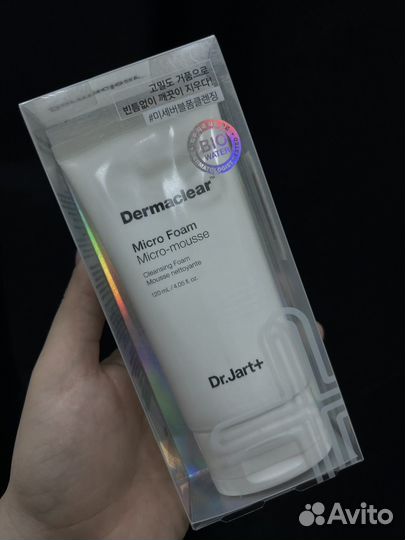 고밀도 거품으로
빈틈없이 깨끗이 지우다!
#미세버블폼클렌징
BIO
WATER
Dermaclear™
Micro Foam
Micro-mousse
Cleansing Foam
Mousse nettoyante
120 mL / 4.05 fl. oz.
Dr.Jart+
Avito